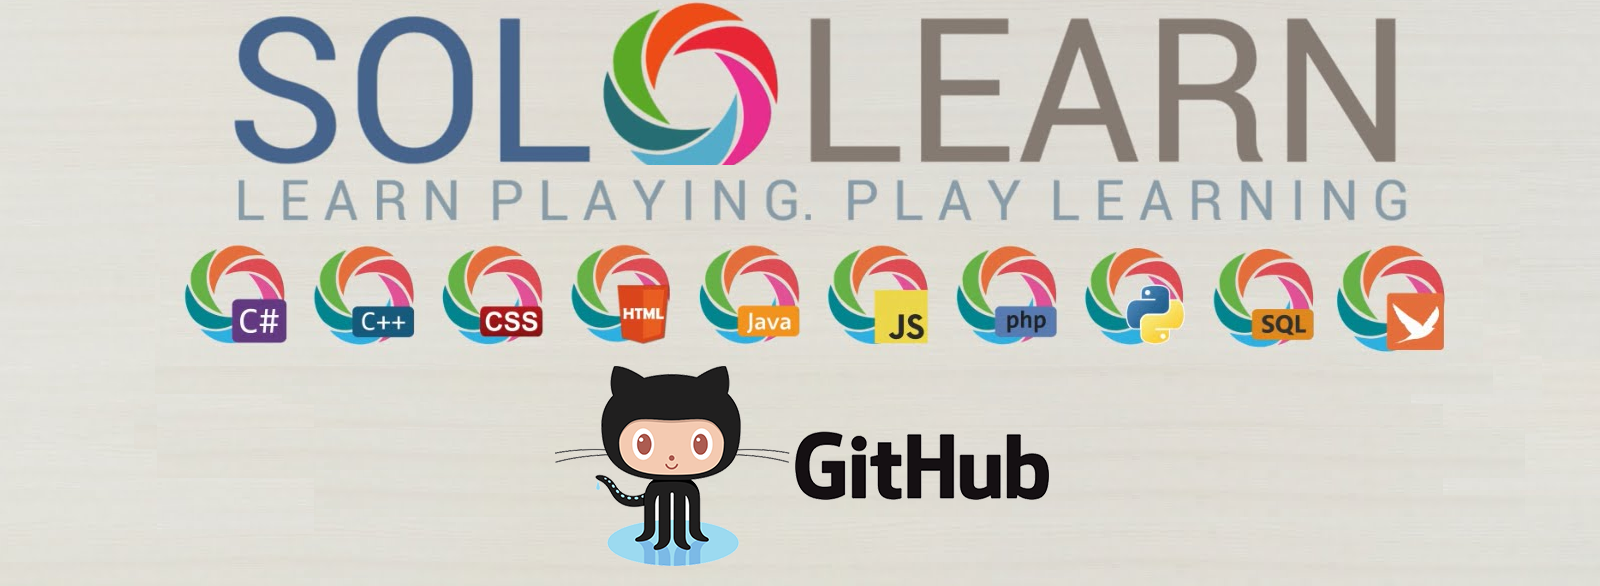 SOLOLEARN
LEARN PLAYING. PLAY LEARNING
C# C++ CSS HTML Java JS php SQL
GitHub